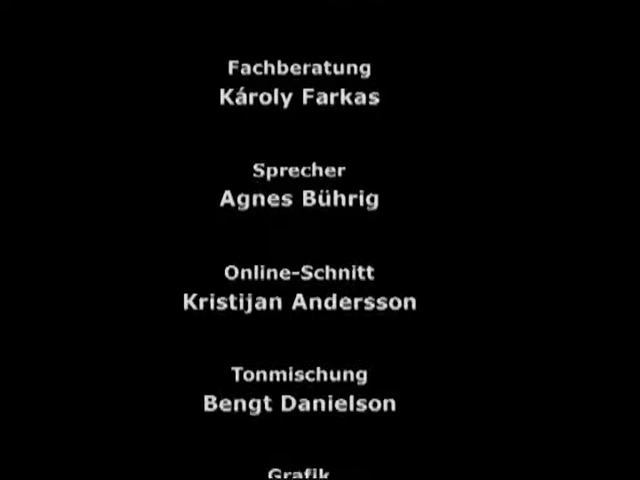 Fachberatung
Károly Farkas
Sprecher
Agnes Bührig
Online-Schnitt
Kristijan Andersson
Tonmischung
Bengt Danielson
Grafik